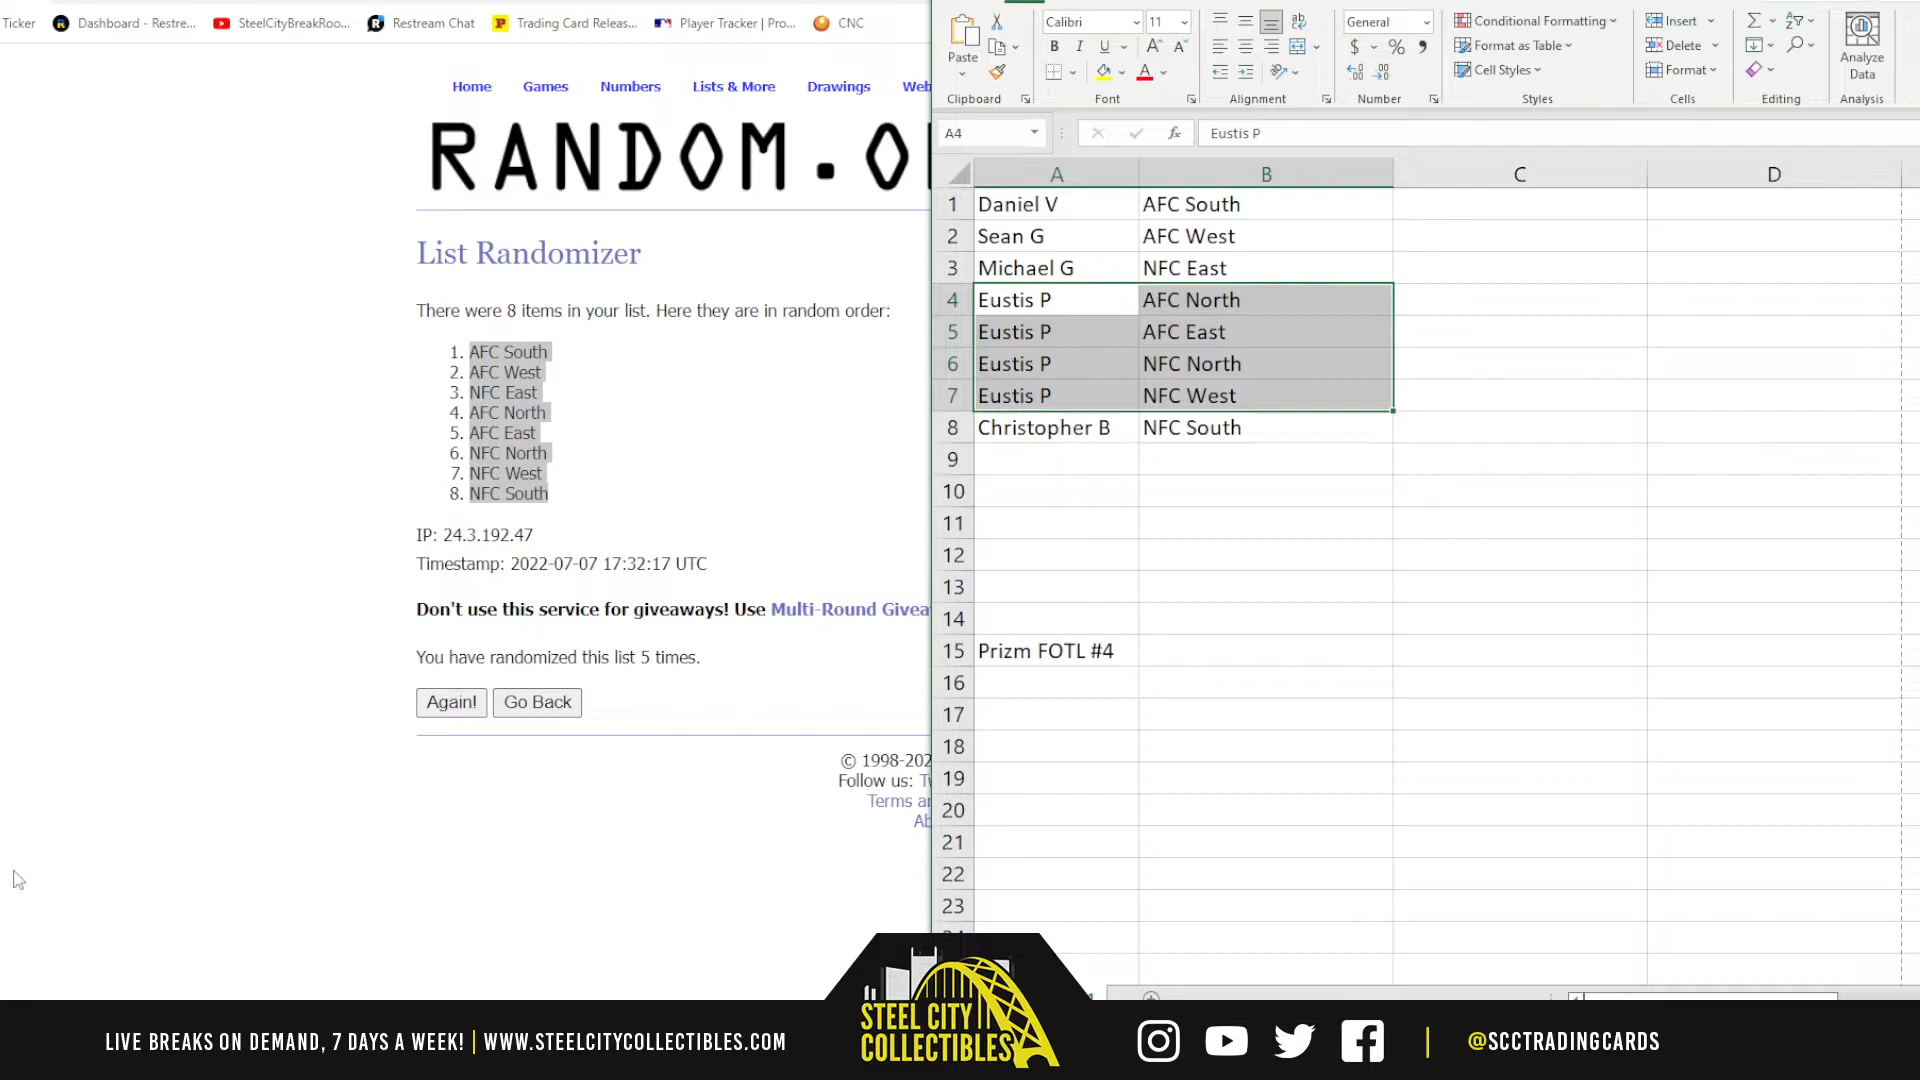 Ticker
Dashboard - Restre...
SteelCityBreakRoo...
Restream Chat
Trading Card Releas...
Player Tracker | Pro...
CNC
Home
Games
Numbers
Lists & More
Drawings
Web
RANDOM.O
List Randomizer
There were 8 items in your list. Here they are in random order:
1. AFC South
2. AFC West
3. NFC East
4. AFC North
5. AFC East
6. NFC North
7. NFC West
8. NFC South
IP: 24.3.192.47
Timestamp: 2022-07-07 17:32:17 UTC
Don't use this service for giveaways! Use Multi-Round Givea
You have randomized this list 5 times.
Again!
Go Back
© 1998-202
Follow us: Tw
Terms an
Ab
Paste
Clipboard
Calibri
11
B I U
Font
Alignment
General
$ % 9
Number
Conditional Formatting
Format as Table
Cell Styles
Styles
Insert
Delete
Format
Cells
Editing
Analyze
Data
Analysis
A4
fx
Eustis P
A B C D
1 Daniel V AFC South
2 Sean G AFC West
3 Michael G NFC East
4 Eustis P AFC North
5 Eustis P AFC East
6 Eustis P NFC North
7 Eustis P NFC West
8 Christopher B NFC South
9
10
11
12
13
14
15 Prizm FOTL #4
16
17
18
19
20
21
22
23
LIVE BREAKS ON DEMAND, 7 DAYS A WEEK! | WWW.STEELCITYCOLLECTIBLES.COM
STEEL CITY
COLLECTIBLES
@SCCTRADINGCARDS